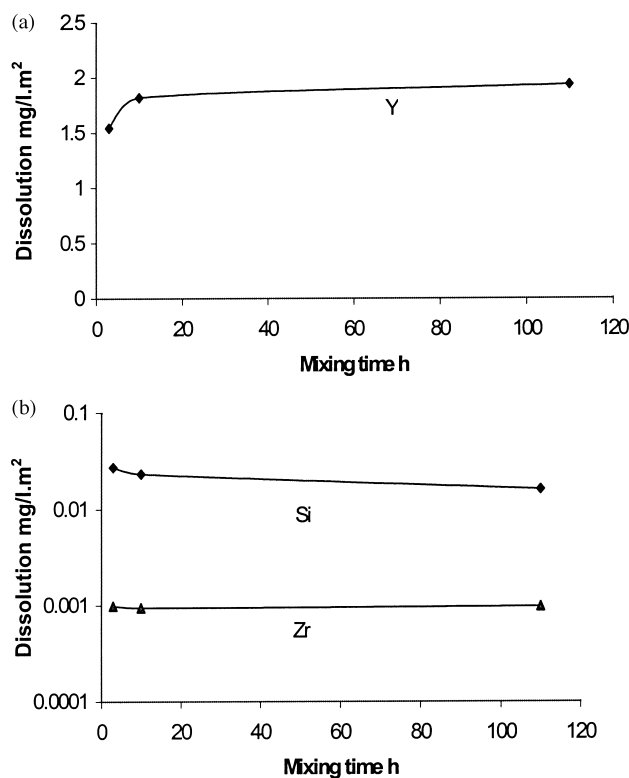 (a)
2.5
2
1.5
1
0.5
0
Dissolution mg/l.m²
Y
0 20 40 60 80 100 120
Mixing time h
(b)
0.1
0.01
0.001
0.0001
Dissolution mg/l.m²
Si
Zr
0 20 40 60 80 100 120
Mixing time h